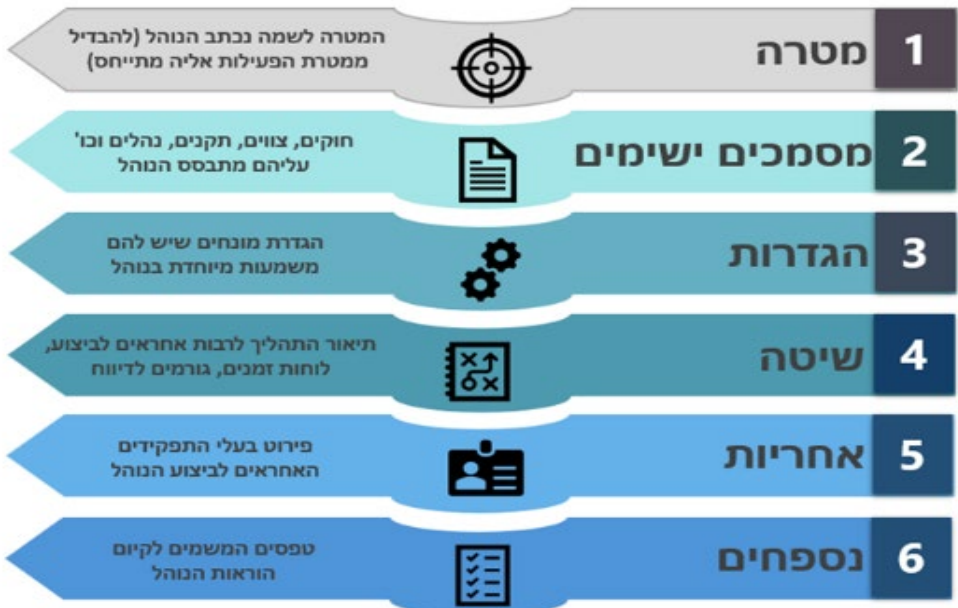 1 מטרה
המטרה לשמה נכתב הנוהל (להבדיל
ממטרת הפעילות אליה מתייחס)
2 מסמכים ישימים
חוקים, צווים, תקנים, נהלים וכו'
עליהם מתבסס הנוהל
3 הגדרות
הגדרת מונחים שיש להם
משמעות מיוחדת בנוהל
4 שיטה
תיאור התהליך לרבות אחראים לביצוע,
לוחות זמנים, גורמים לדיווח
5 אחריות
פירוט בעלי התפקידים
האחראים לביצוע הנוהל
6 נספחים
טפסים המשמים לקיום
הוראות הנוהל